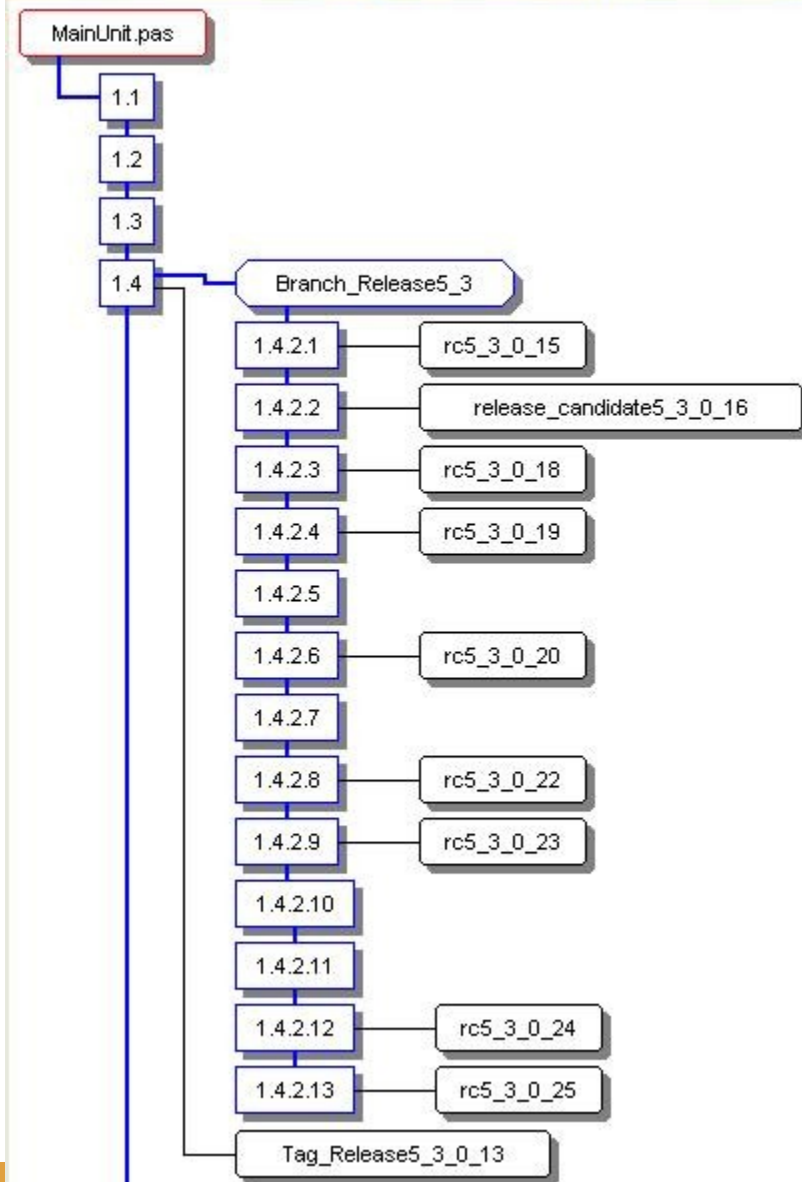 MainUnit.pas
1.1
1.2
1.3
1.4
Branch_Release5_3
1.4.2.1 rc5_3_0_15
1.4.2.2 release_candidate5_3_0_16
1.4.2.3 rc5_3_0_18
1.4.2.4 rc5_3_0_19
1.4.2.5
1.4.2.6 rc5_3_0_20
1.4.2.7
1.4.2.8 rc5_3_0_22
1.4.2.9 rc5_3_0_23
1.4.2.10
1.4.2.11
1.4.2.12 rc5_3_0_24
1.4.2.13 rc5_3_0_25
Tag_Release5_3_0_13